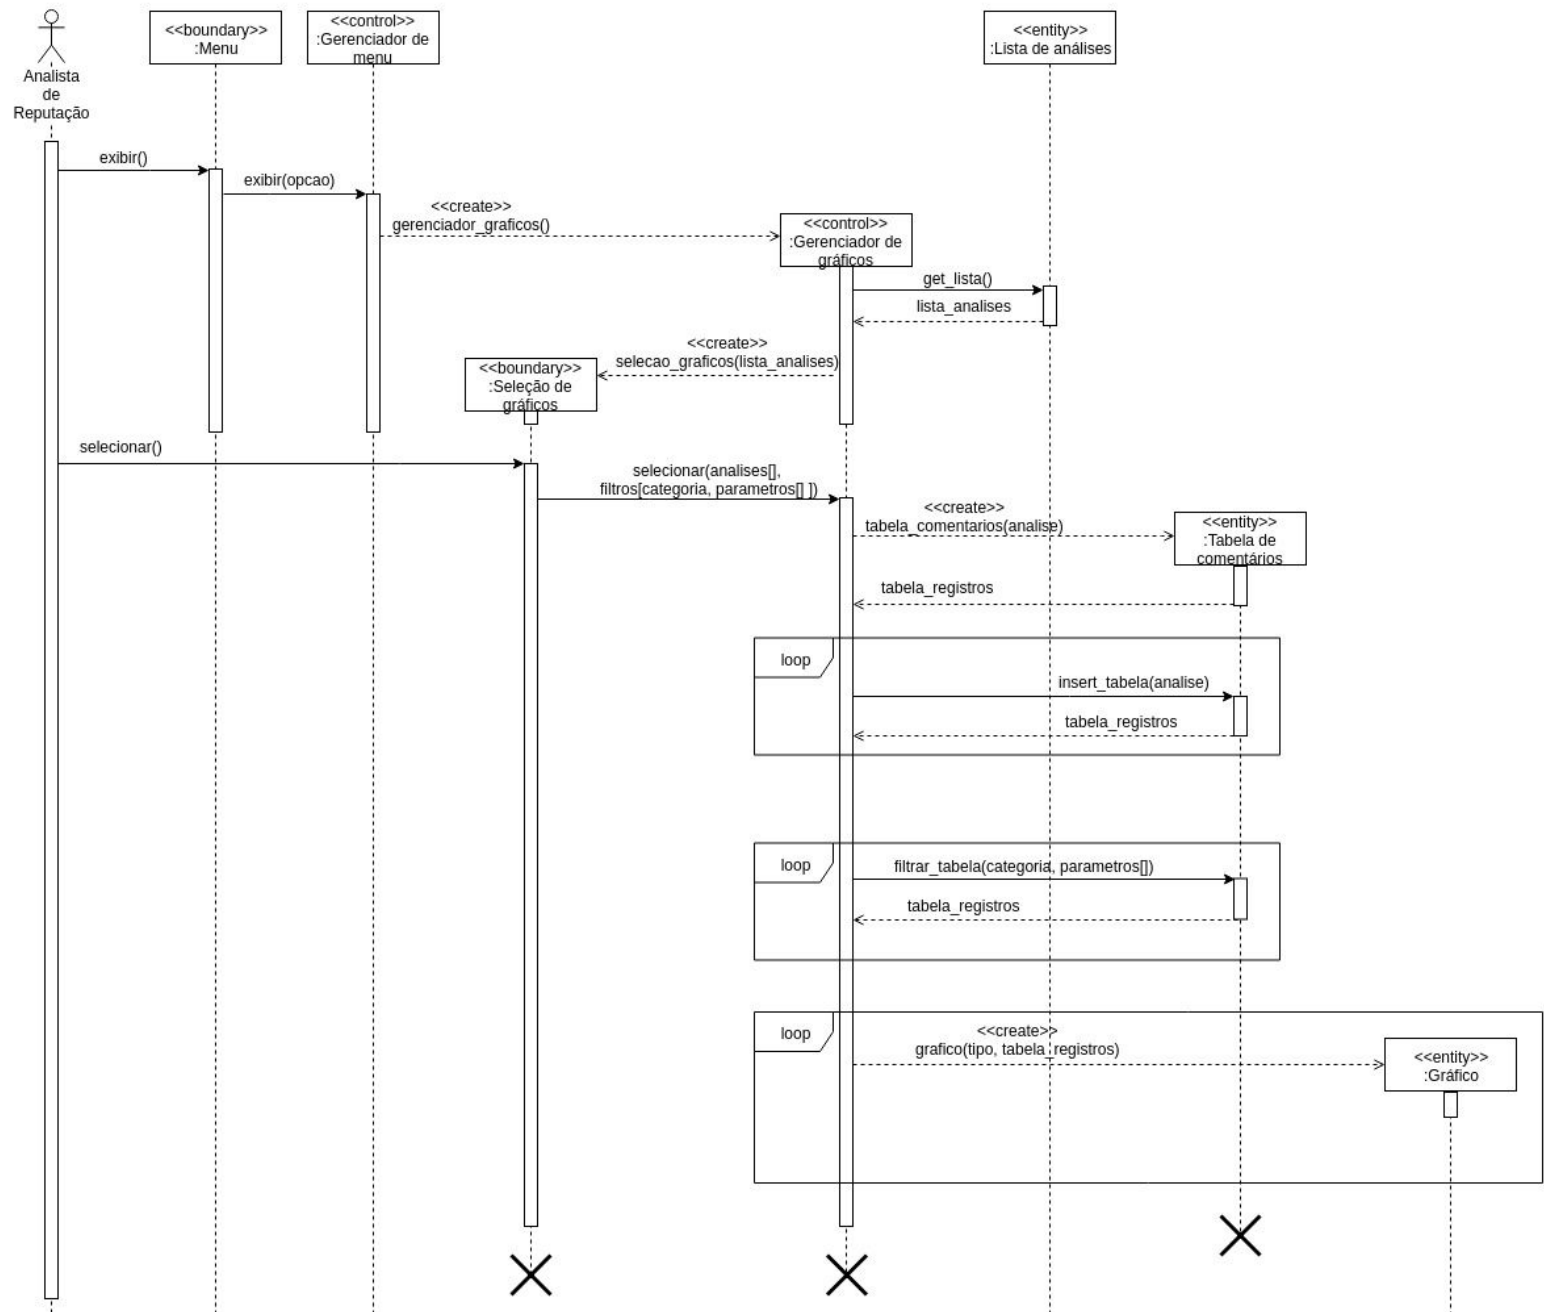 <<boundary>>
:Menu
<<control>>
:Gerenciador de
menu
<<entity>>
:Lista de análises
Analista
de
Reputação
exibir()
exibir(opcao)
<<create>>
gerenciador_graficos()
<<control>>
:Gerenciador de
gráficos
get_lista()
lista_analises
<<create>>
selecao_graficos(lista_analises)
<<boundary>>
:Seleção de
gráficos
selecionar()
selecionar(analises[],
filtros[categoria, parametros[] ])
<<create>>
tabela_comentarios(analise)
<<entity>>
:Tabela de
comentários
tabela_registros
loop
insert_tabela(analise)
tabela_registros
loop
filtrar_tabela(categoria, parametros[])
tabela_registros
loop
<<create>>
grafico(tipo, tabela_registros)
<<entity>>
:Gráfico